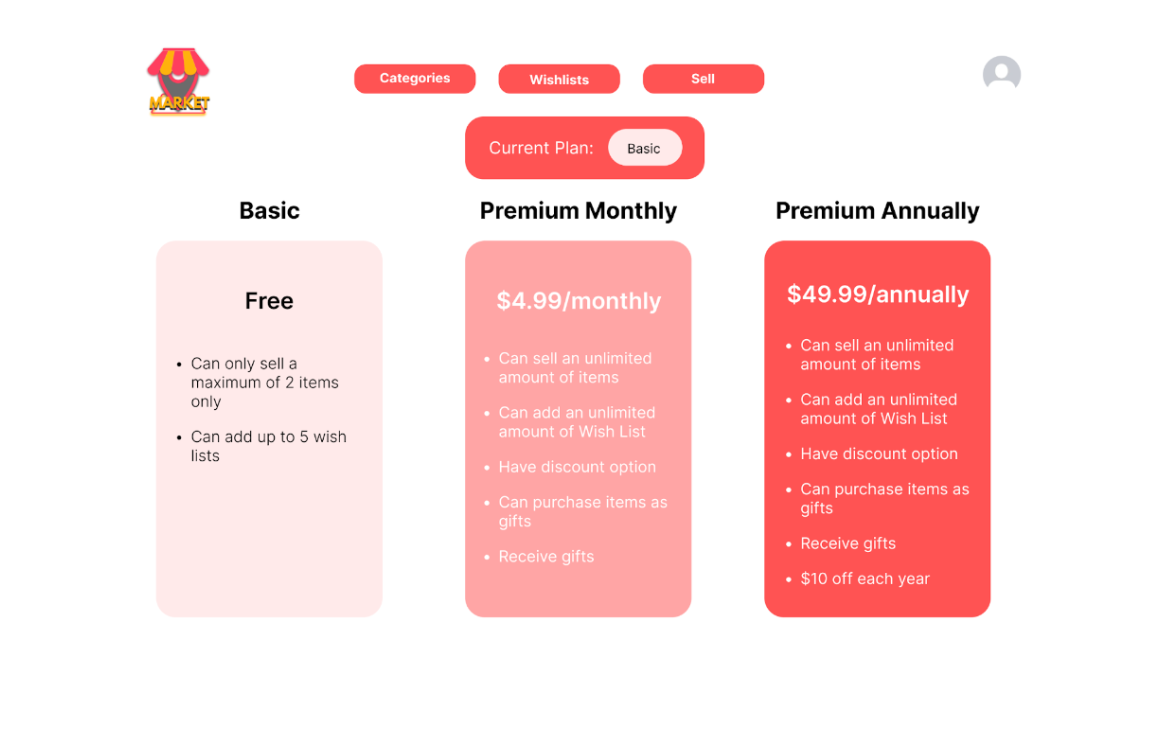 MARKET
Categories
Wishlists
Sell
Current Plan:
Basic
Basic
Free
• Can only sell a
maximum of 2 items
only
• Can add up to 5 wish
lists
Premium Monthly
$4.99/monthly
• Can sell an unlimited
amount of items
• Can add an unlimited
amount of Wish List
• Have discount option
• Can purchase items as
gifts
• Receive gifts
Premium Annually
$49.99/annually
• Can sell an unlimited
amount of items
• Can add an unlimited
amount of Wish List
• Have discount option
• Can purchase items as
gifts
• Receive gifts
• $10 off each year